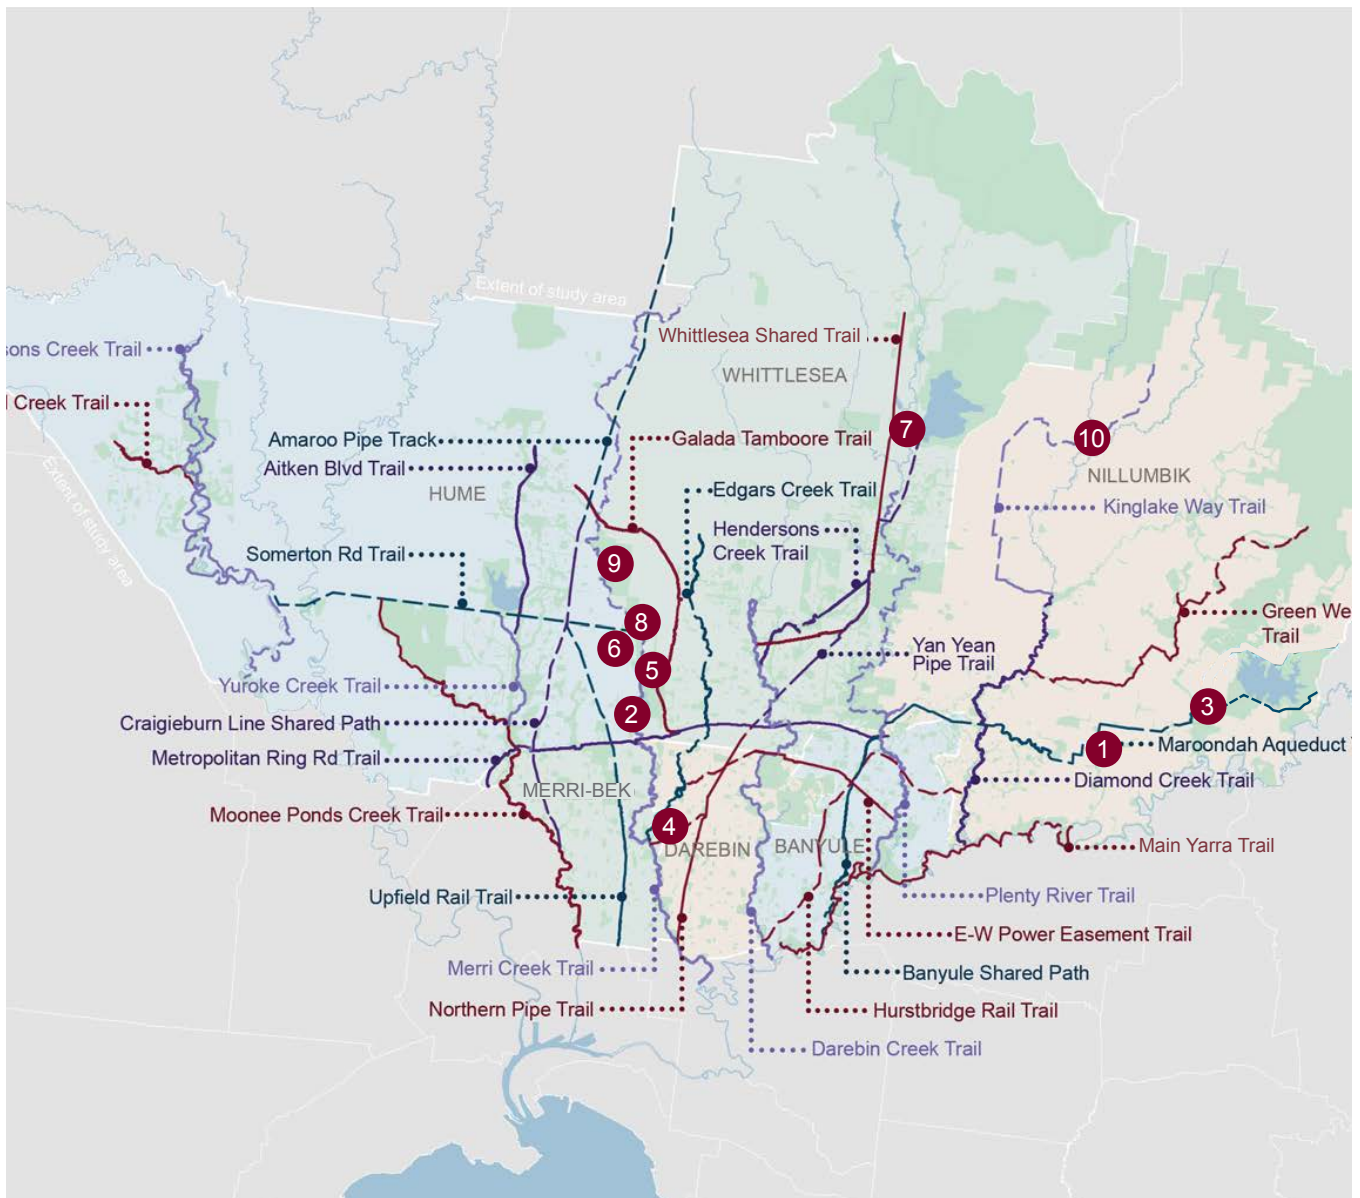 Extent of study area
Whittlesea Shared Trail
sons Creek Trail
WHITTLESEA
l Creek Trail
7
Amaroo Pipe Track
Galada Tamboore Trail
10
Aitken Blvd Trail
NILLUMBIK
HUME
Edgars Creek Trail
Kinglake Way Trail
Extent of study area
Hendersons
Creek Trail
Somerton Rd Trail
9
Green We
Trail
8
6
Yan Yean
Pipe Trail
5
Yuroke Creek Trail
3
2
Craigieburn Line Shared Path
1
Maroondah Aqueduct
Metropolitan Ring Rd Trail
Diamond Creek Trail
MERRI-BEK
Moonee Ponds Creek Trail
4
DAREBIN
BANYULE
Main Yarra Trail
Upfield Rail Trail
Plenty River Trail
E-W Power Easement Trail
Merri Creek Trail
Banyule Shared Path
Northern Pipe Trail
Hurstbridge Rail Trail
Darebin Creek Trail